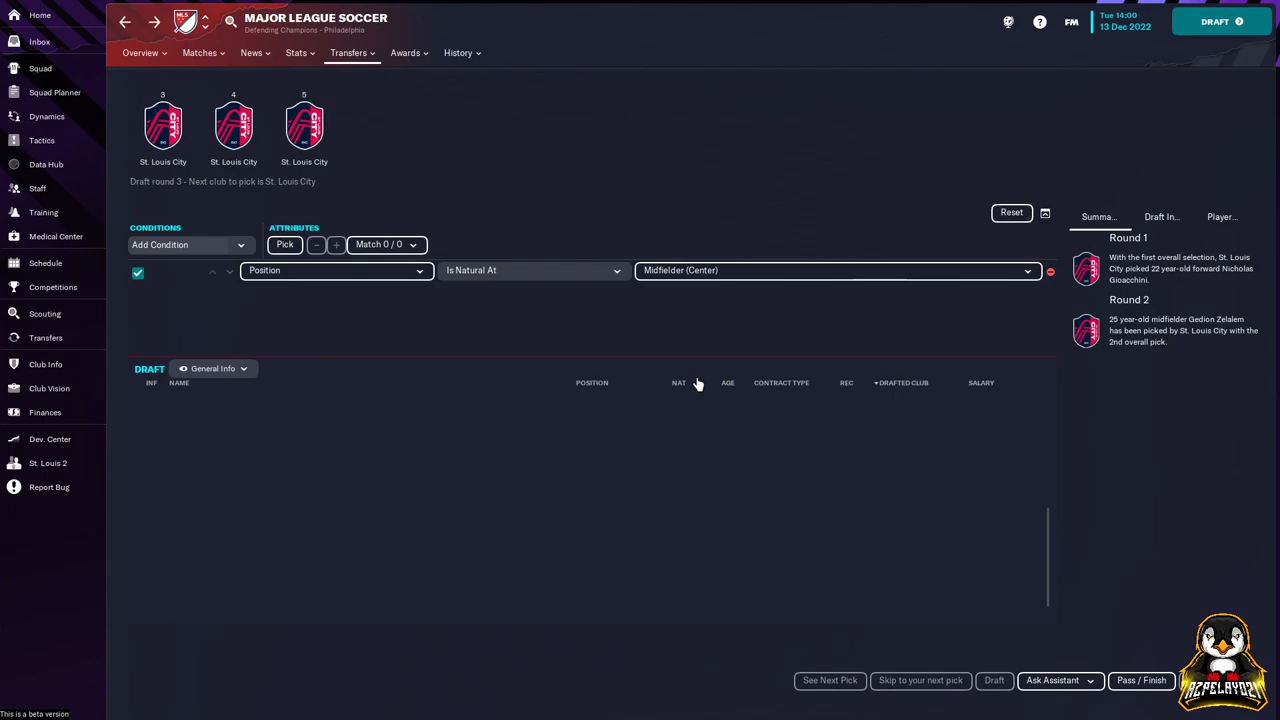 Home
Inbox
Squad
Squad Planner
Dynamics
Tactics
Data Hub
Staff
Training
Medical Center
Schedule
Competitions
Scouting
Transfers
Club Info
Club Vision
Finances
Dev. Center
St. Louis 2
Report Bug
This is a beta version
MAJOR LEAGUE SOCCER
Defending Champions - Philadelphia
FM
Tue 14:00
13 Dec 2022
DRAFT
Overview Matches News Stats Transfers Awards History
3 4 5
CITY CITY CITY
St. Louis City St. Louis City St. Louis City
Draft round 3 - Next club to pick is St. Louis City
Reset
CONDITIONS ATTRIBUTES
Add Condition Pick Match 0 / 0
Position Is Natural At Midfielder (Center)
DRAFT General Info
INF NAME POSITION NAT AGE CONTRACT TYPE REC DRAFTED CLUB SALARY
Summa... Draft In... Player...
Round 1
With the first overall selection, St. Louis
City picked 22 year-old forward Nicholas
Gioacchini.
Round 2
25 year-old midfielder Gedion Zelalem
has been picked by St. Louis City with the
2nd overall pick.
See Next Pick Skip to your next pick Draft Ask Assistant Pass / Finish